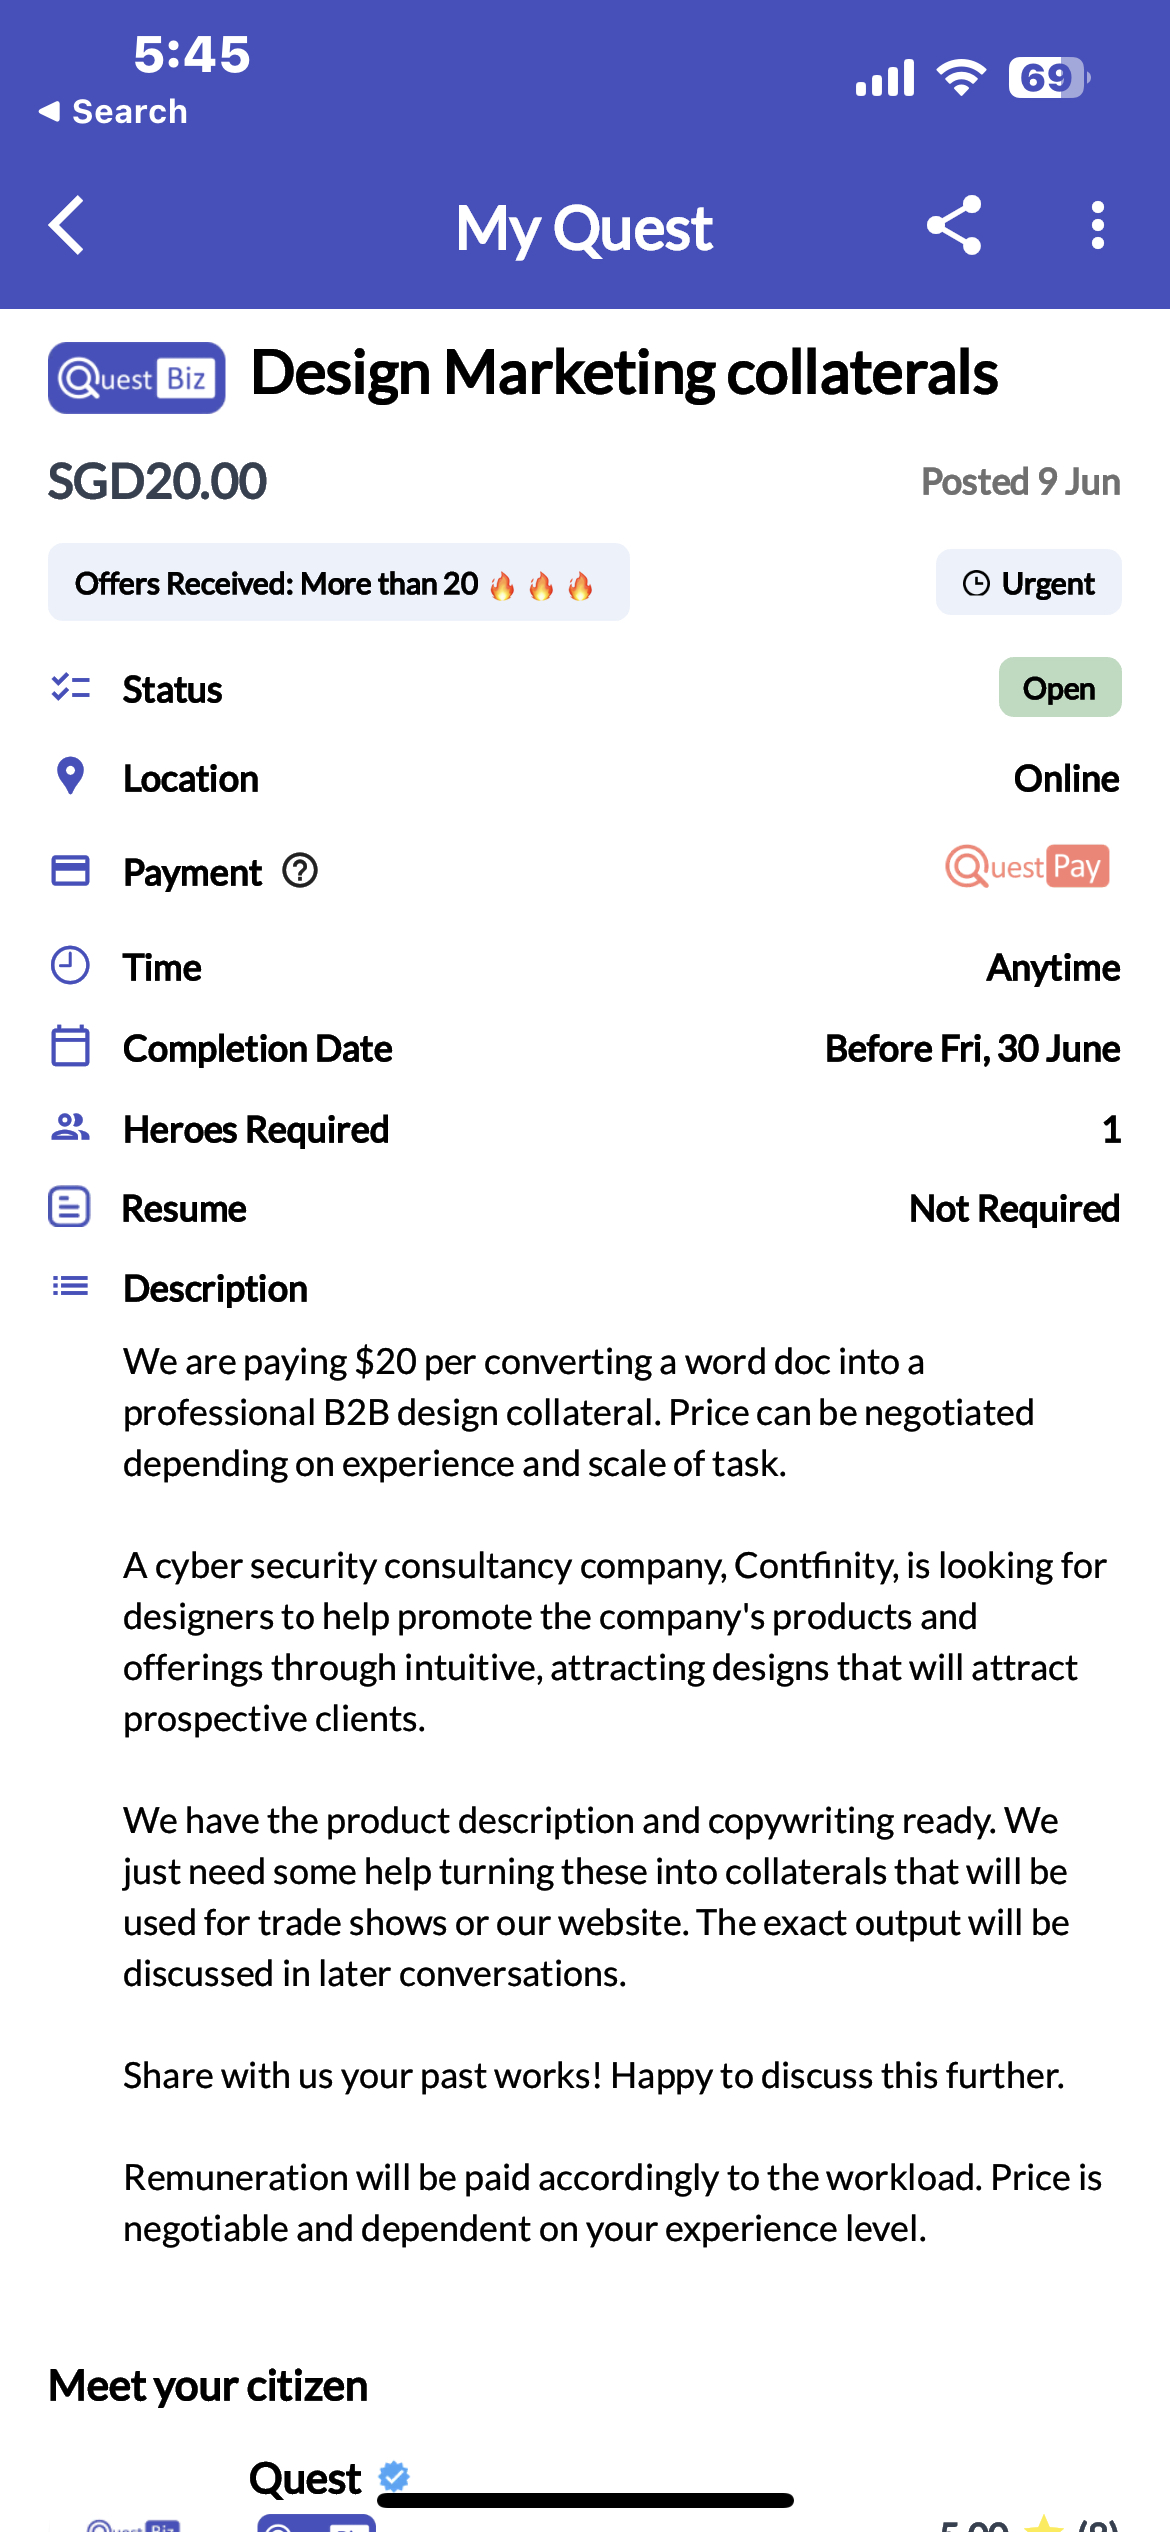 5:45
Search
69
My Quest
Quest Biz
Design Marketing collaterals
SGD20.00
Posted 9 Jun
Offers Received: More than 20 🔥 🔥 🔥
Urgent
Status
Open
Location
Online
Payment
Quest Pay
Time
Anytime
Completion Date
Before Fri, 30 June
Heroes Required
1
Resume
Not Required
Description
We are paying $20 per converting a word doc into a
professional B2B design collateral. Price can be negotiated
depending on experience and scale of task.
A cyber security consultancy company, Contfinity, is looking for
designers to help promote the company's products and
offerings through intuitive, attracting designs that will attract
prospective clients.
We have the product description and copywriting ready. We
just need some help turning these into collaterals that will be
used for trade shows or our website. The exact output will be
discussed in later conversations.
Share with us your past works! Happy to discuss this further.
Remuneration will be paid accordingly to the workload. Price is
negotiable and dependent on your experience level.
Meet your citizen
Quest